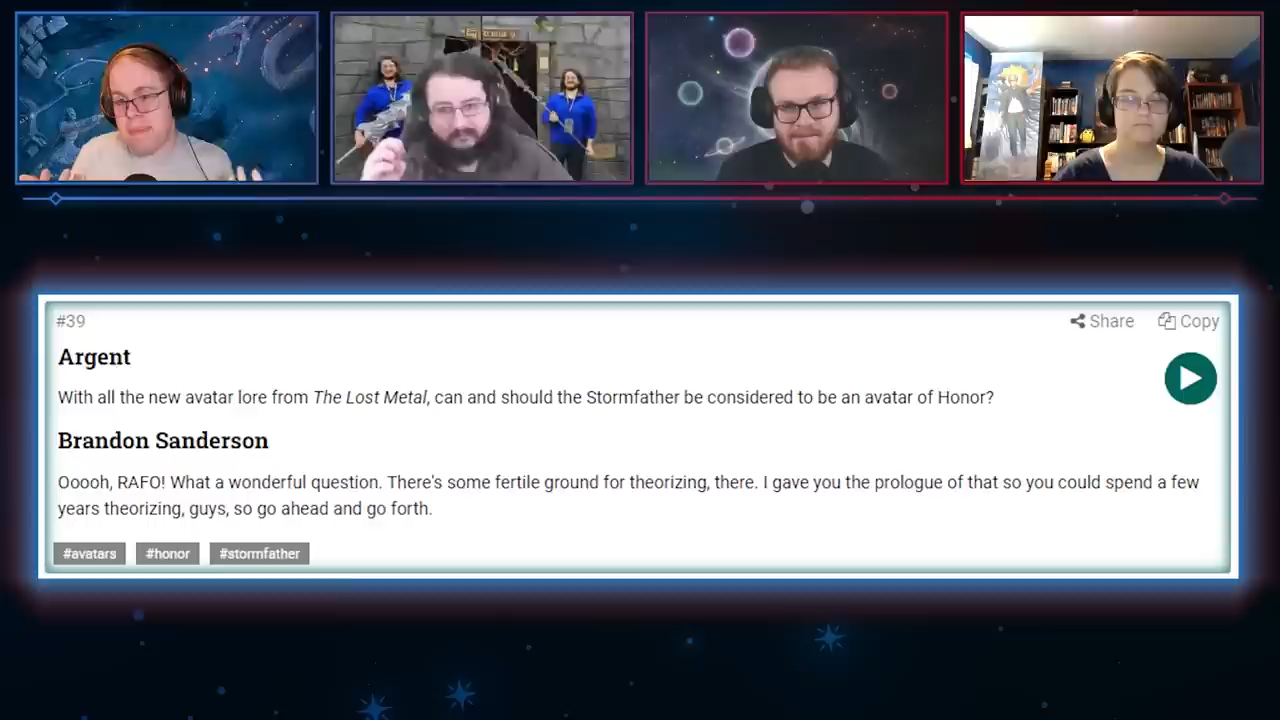 #39
Share
Copy
Argent
With all the new avatar lore from The Lost Metal, can and should the Stormfather be considered to be an avatar of Honor?
Brandon Sanderson
Ooooh, RAFO! What a wonderful question. There's some fertile ground for theorizing, there. I gave you the prologue of that so you could spend a few
years theorizing, guys, so go ahead and go forth.
#avatars
#honor
#stormfather